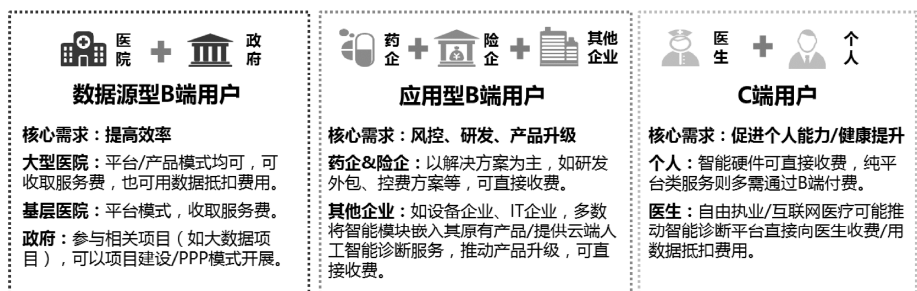 医院 + 政府
数据源型B端用户
核心需求：提高效率
大型医院：平台/产品模式均可，可
收取服务费，也可用数据抵扣费用。
基层医院：平台模式，收取服务费。
政府：参与相关项目（如大数据项
目），可以项目建设/PPP模式开展。
药企 + 险企 + 其他企业
应用型B端用户
核心需求：风控、研发、产品升级
药企&险企：以解决方案为主，如研发
外包、控费方案等，可直接收费。
其他企业：如设备企业、IT企业，多数
将智能模块嵌入其原有产品/提供云端人
工智能诊断服务，推动产品升级，可直
接收费。
医生 + 个人
C端用户
核心需求：促进个人能力/健康提升
个人：智能硬件可直接收费，纯平
台类服务则多需通过B端付费。
医生：自由执业/互联网医疗可能推
动智能诊断平台直接向医生收费/用
数据抵扣费用。